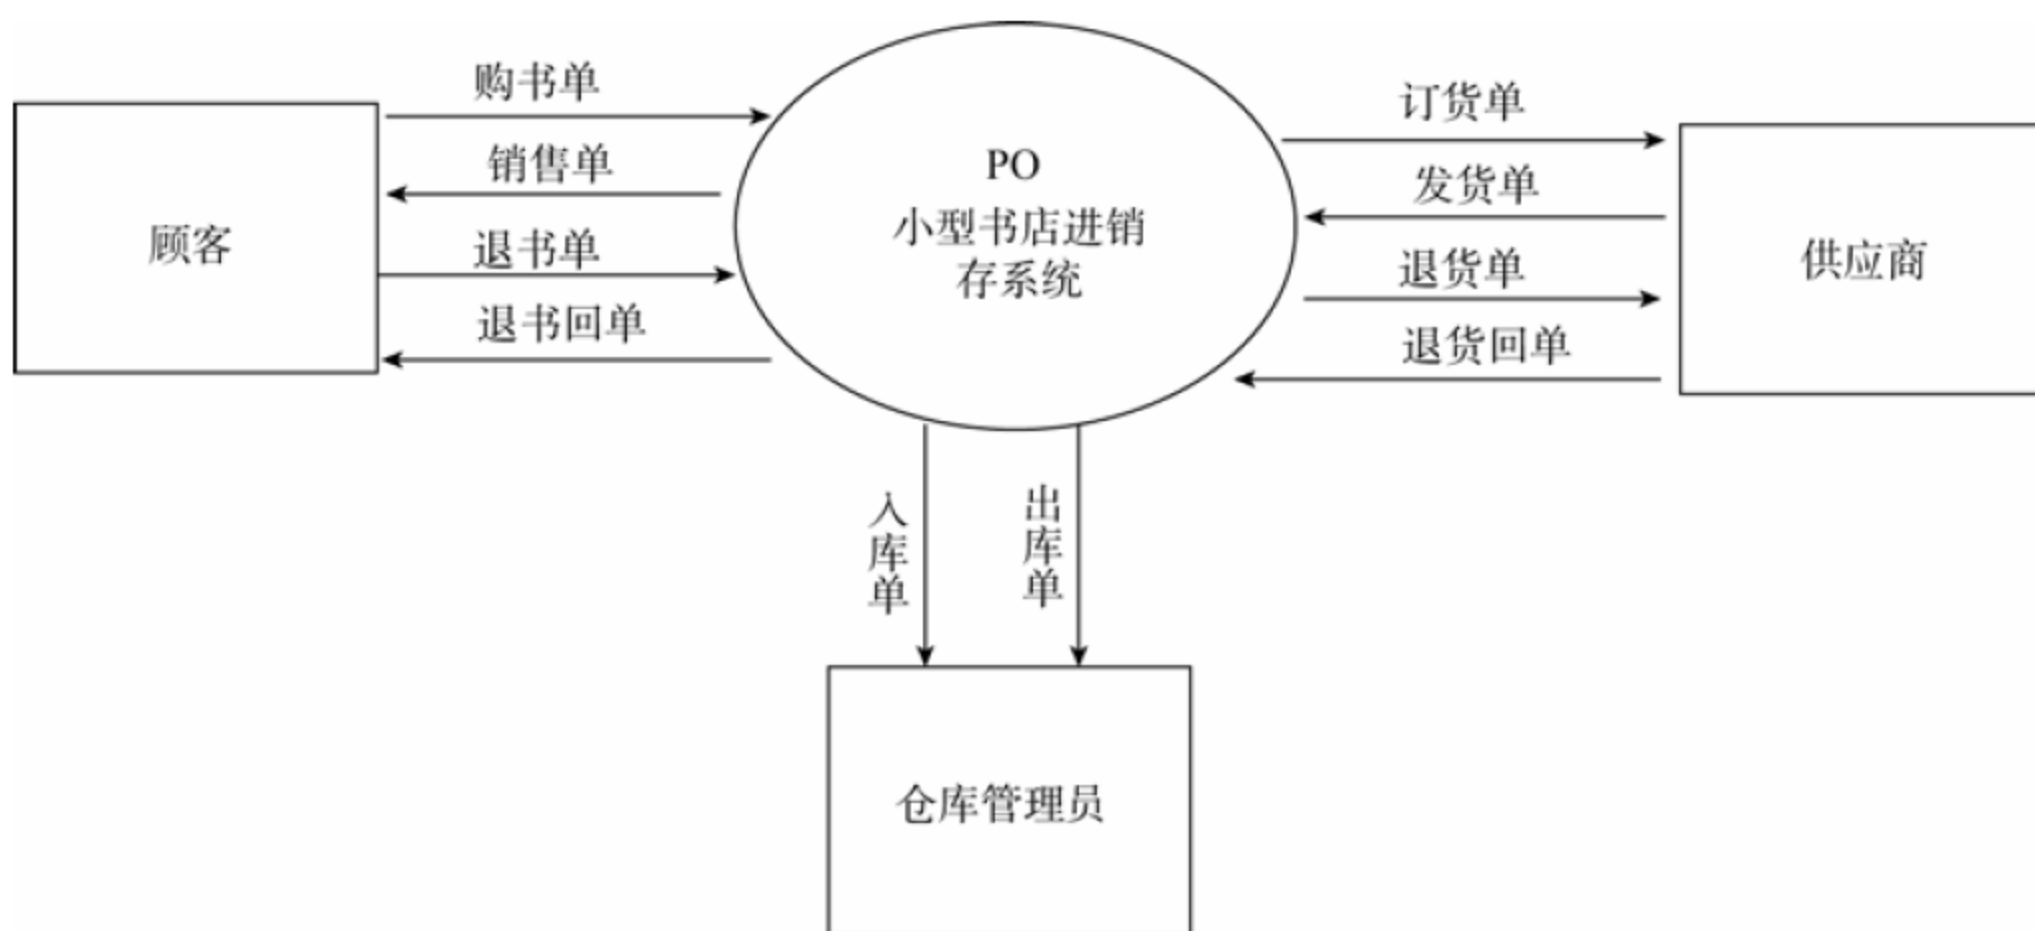 购书单
销售单
退书单
退书回单
顾客
PO
小型书店进销
存系统
订货单
发货单
退货单
退货回单
供应商
入库单
出库单
仓库管理员